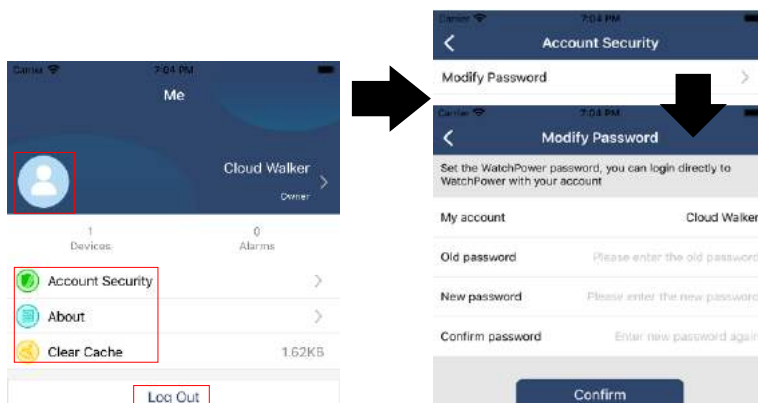 Carrier 7:04 PM
Me
Cloud Walker
Owner
1 0
Devices Alarms
Account Security
About
Clear Cache 1.62KB
Log Out
Carrier 7:04 PM
Account Security
Modify Password
Carrier 7:04 PM
Modify Password
Set the WatchPower password, you can login directly to
WatchPower with your account
My account Cloud Walker
Old password Please enter the old password
New password Please enter the new password
Confirm password Enter new password again
Confirm